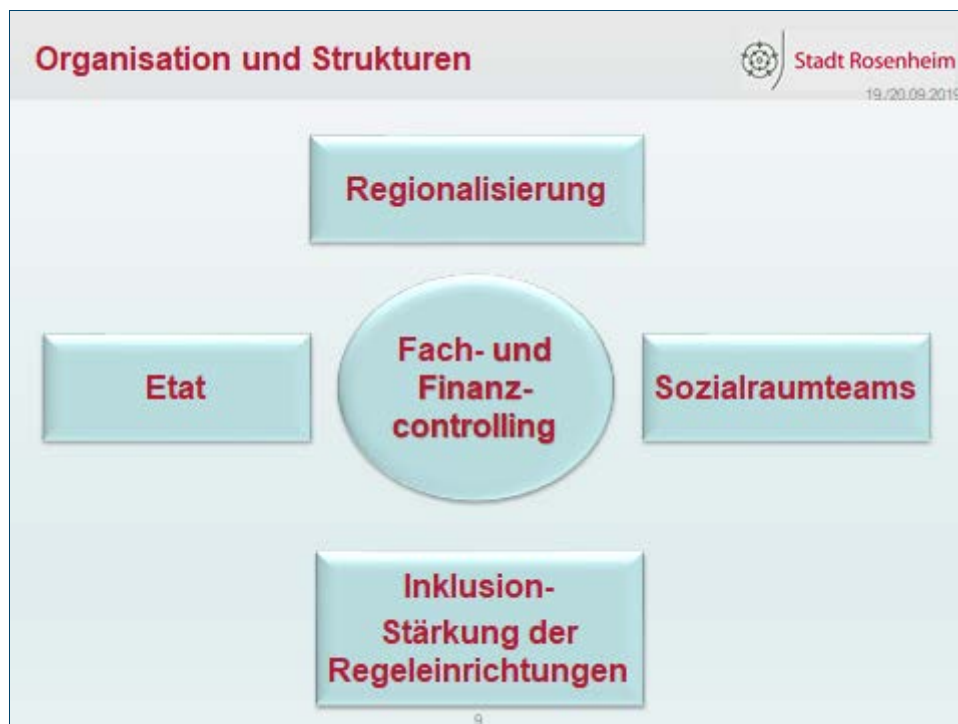 Organisation und Strukturen
Stadt Rosenheim
19./20.09.2019
Regionalisierung
Etat
Fach- und
Finanz-
controlling
Sozialraumteams
Inklusion-
Stärkung der
Regeleinrichtungen
9